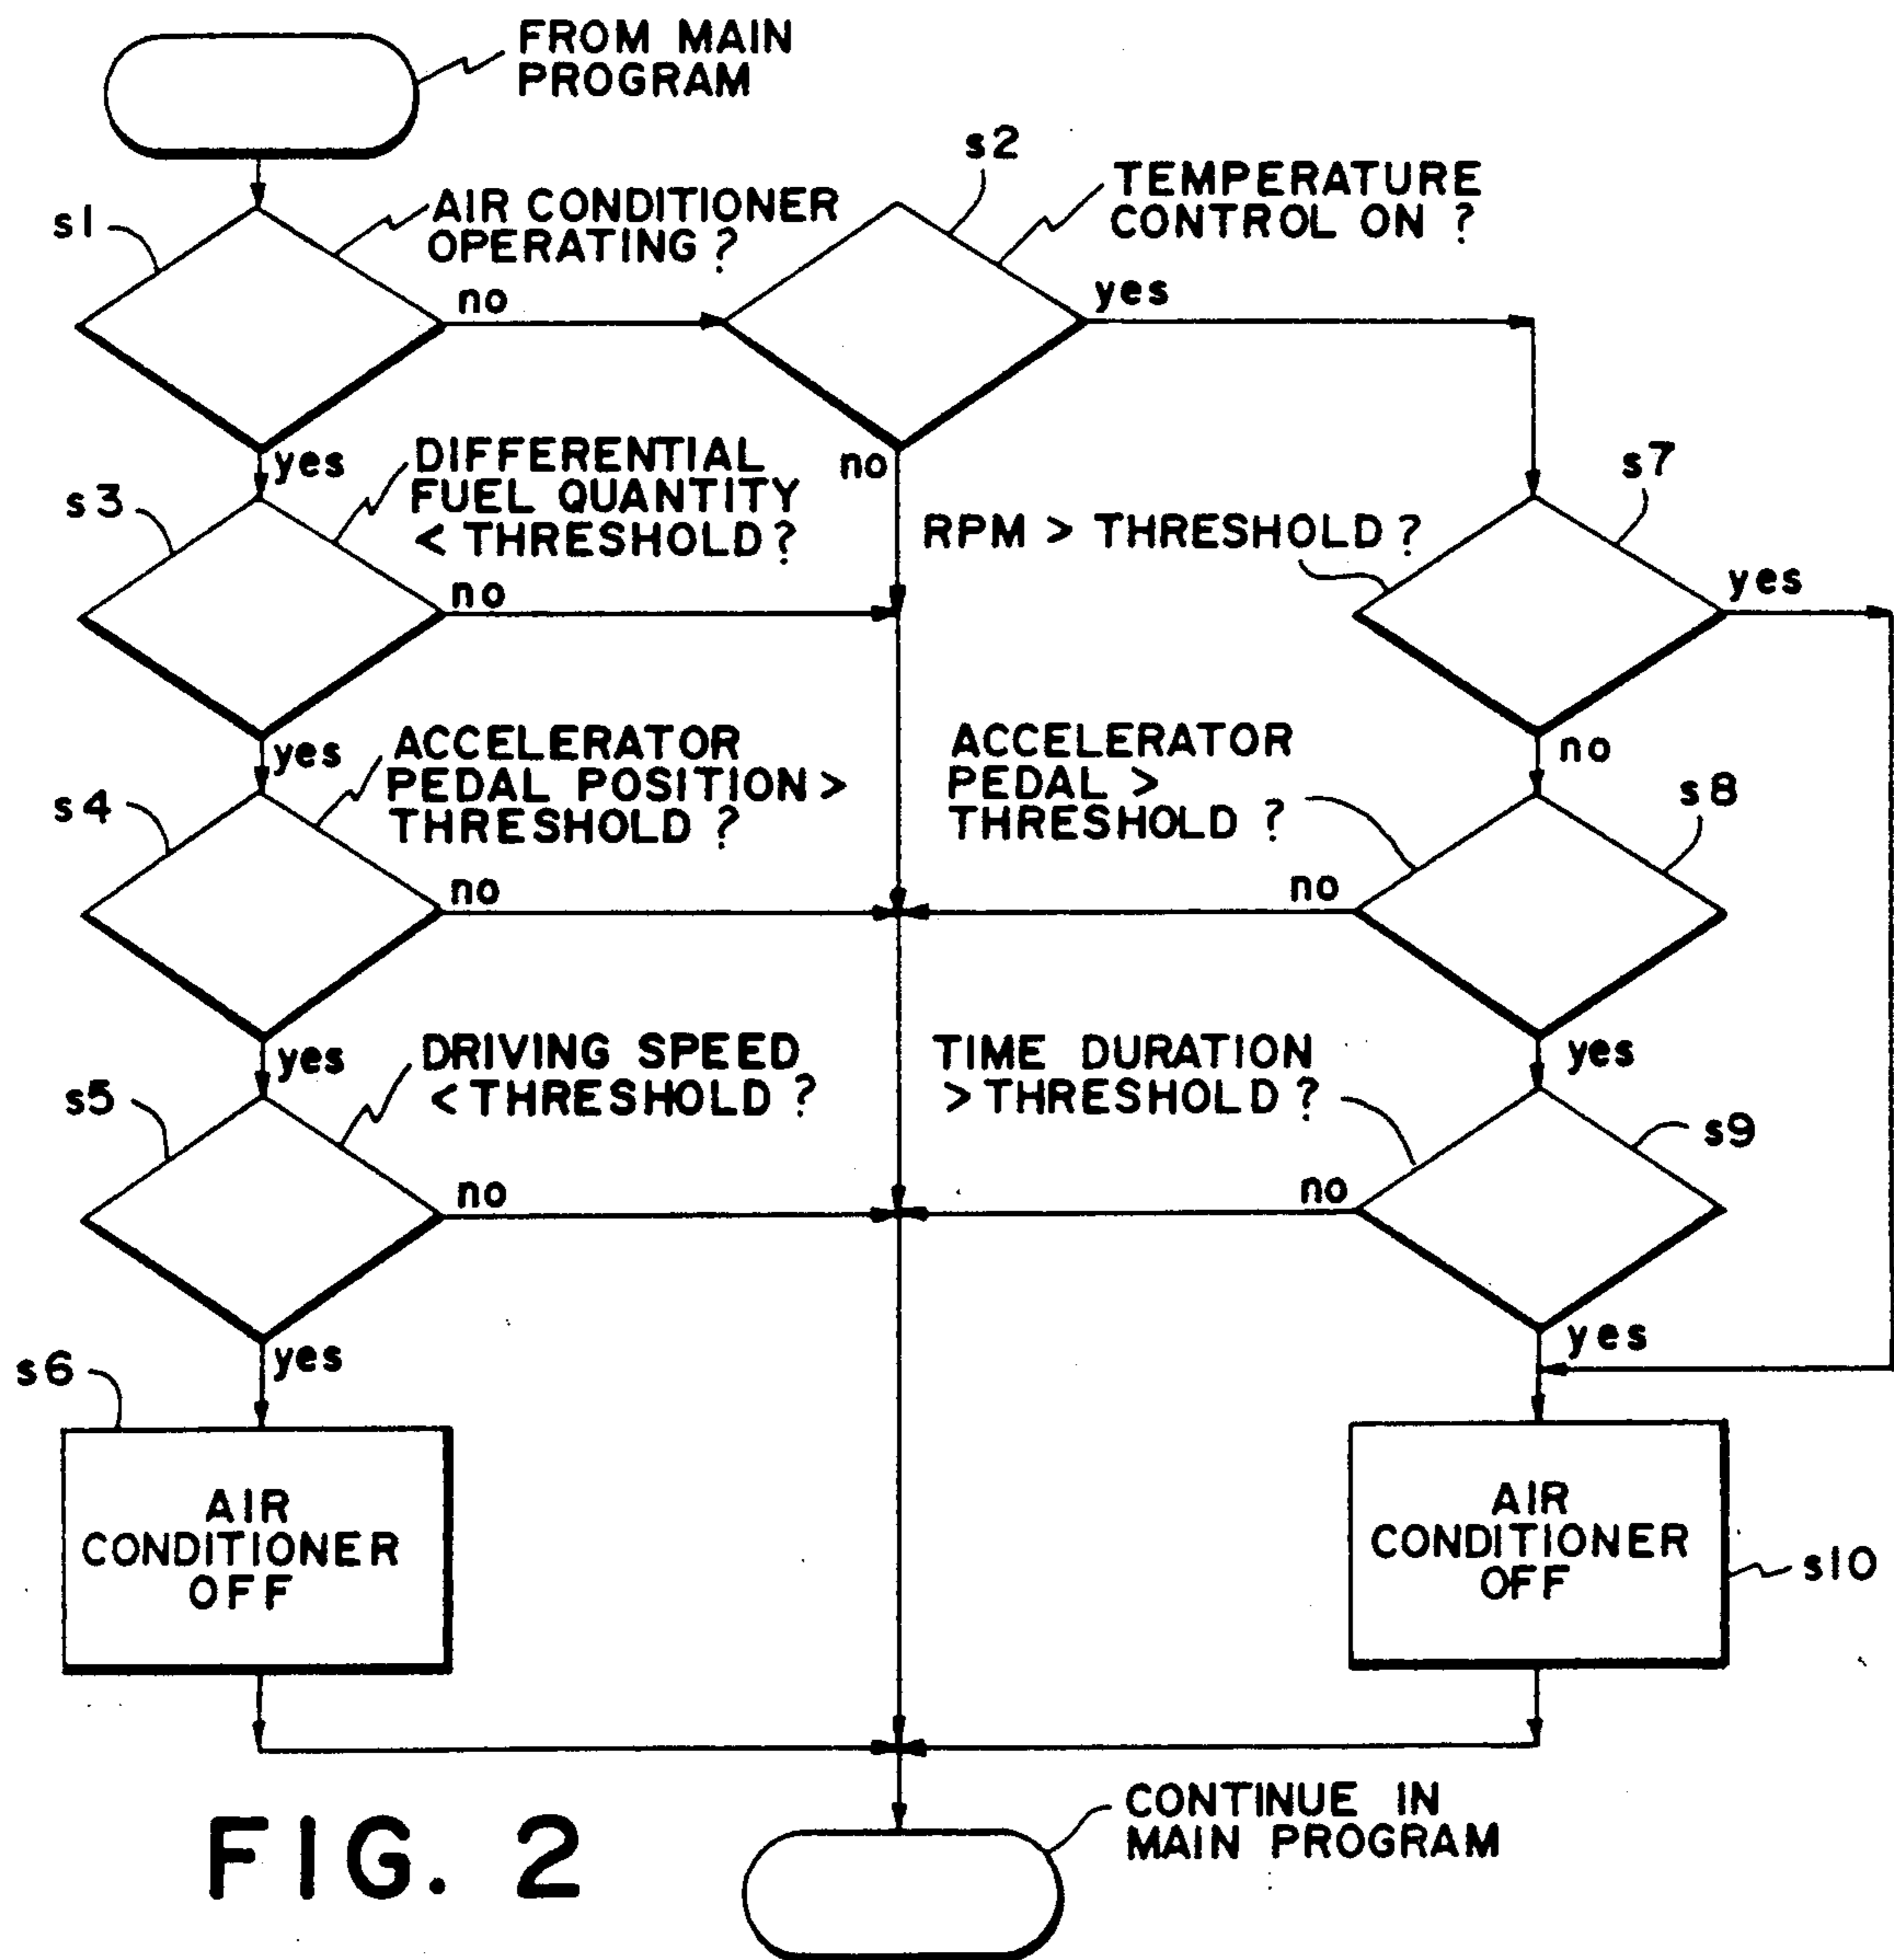 FROM MAIN
PROGRAM
s1
AIR CONDITIONER
OPERATING ?
no
s2
TEMPERATURE
CONTROL ON ?
yes
yes
s3
DIFFERENTIAL
FUEL QUANTITY
< THRESHOLD ?
no
no
RPM > THRESHOLD ?
s7
yes
no
yes
s4
ACCELERATOR
PEDAL POSITION >
THRESHOLD ?
no
ACCELERATOR
PEDAL >
THRESHOLD ?
s8
no
yes
yes
s5
DRIVING SPEED
< THRESHOLD ?
no
TIME DURATION
> THRESHOLD ?
s9
no
yes
yes
s6
AIR
CONDITIONER
OFF
AIR
CONDITIONER
OFF
s10
CONTINUE IN
MAIN PROGRAM
FIG. 2